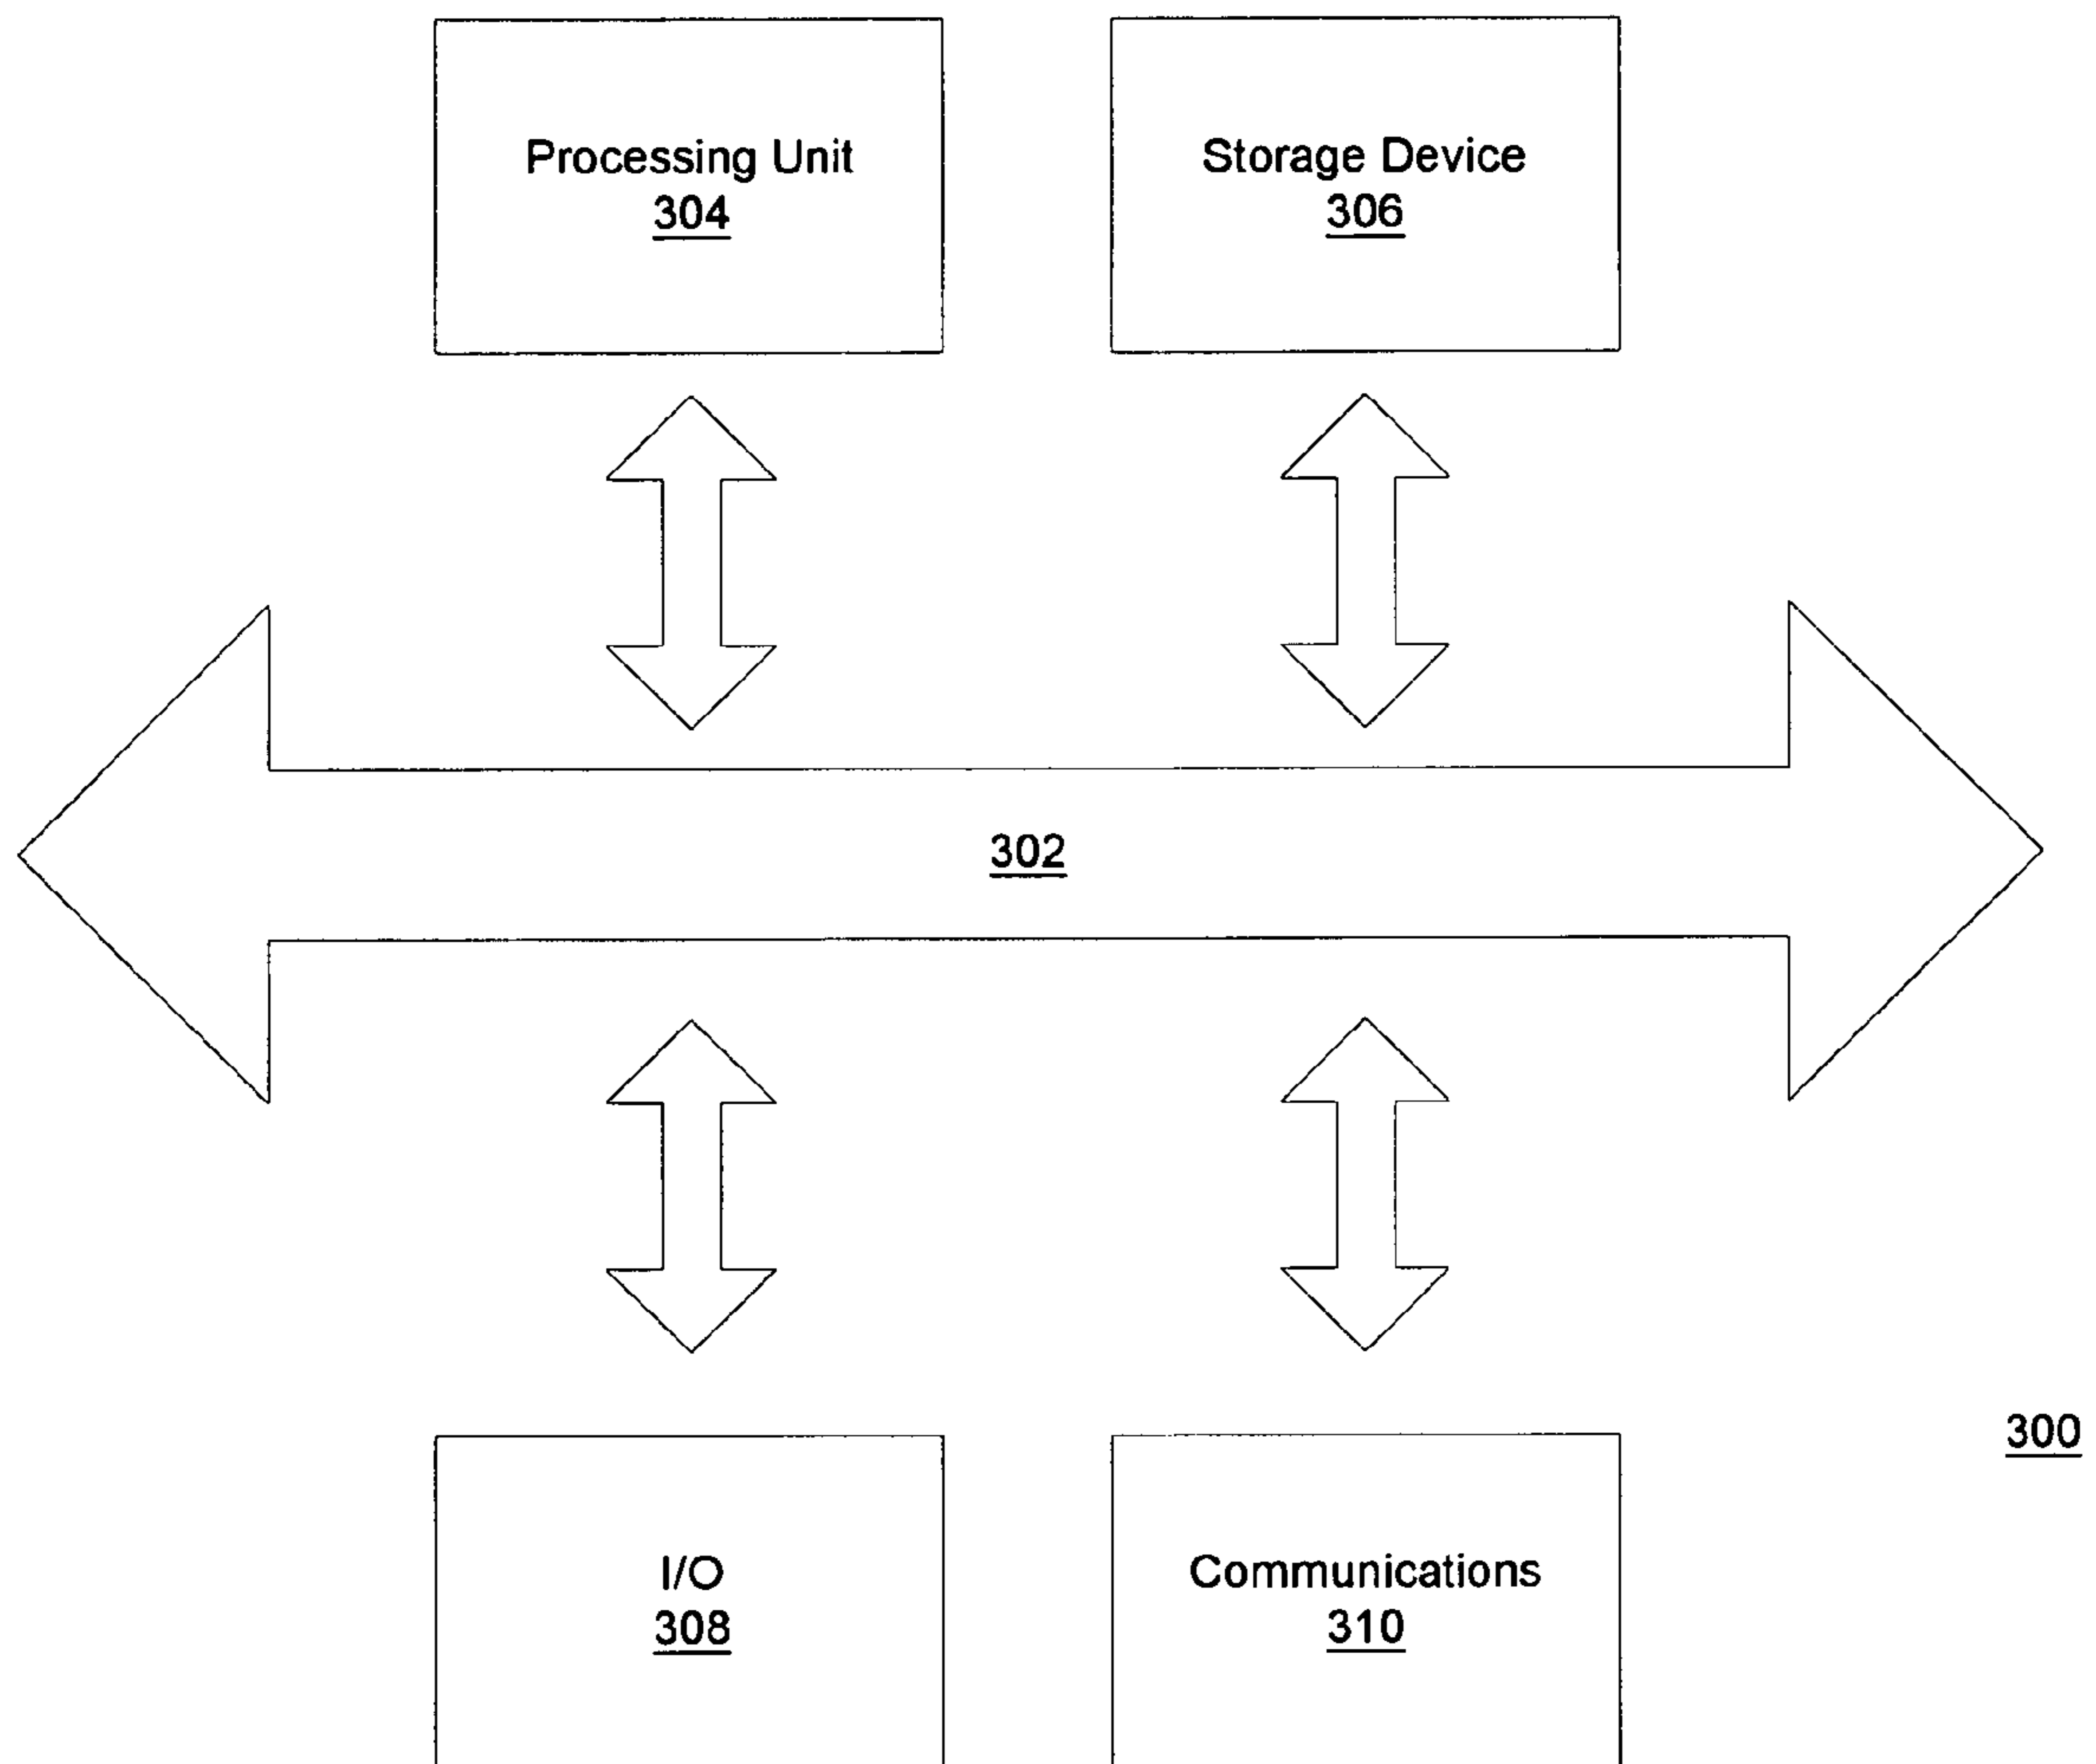 Processing Unit
304
Storage Device
306
302
300
I/O
308
Communications
310